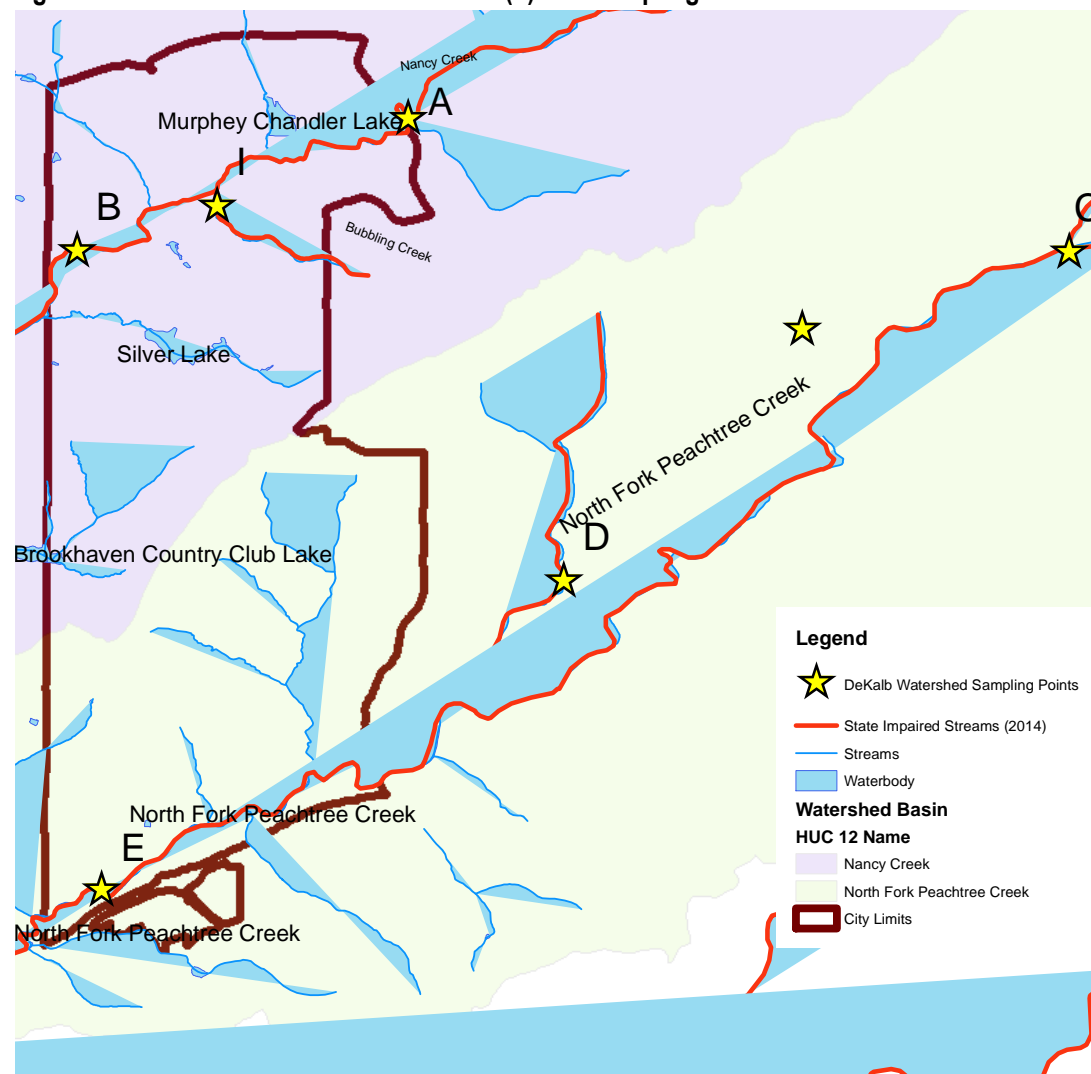 Nancy Creek
A
Murphey Chandler Lake
I
B
C
Bubbling Creek
Silver Lake
North Fork Peachtree Creek
D
Brookhaven Country Club Lake
Legend
DeKalb Watershed Sampling Points
State Impaired Streams (2014)
Streams
Waterbody
Watershed Basin
HUC 12 Name
Nancy Creek
North Fork Peachtree Creek
City Limits
North Fork Peachtree Creek
E
North Fork Peachtree Creek